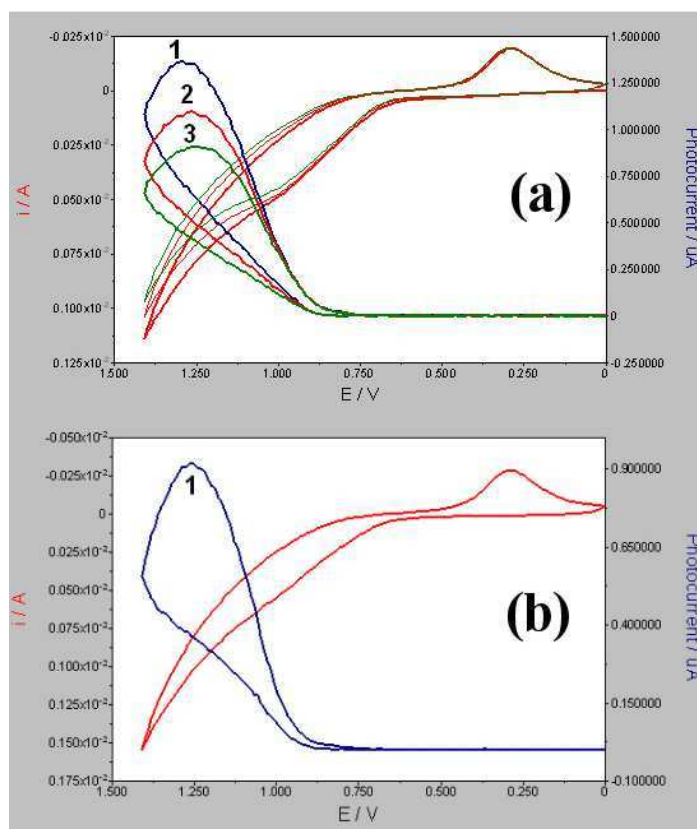 -0.025x10⁻²
0
0.025x10⁻²
0.050x10⁻²
0.075x10⁻²
0.100x10⁻²
0.125x10⁻²
i / A
1
2
3
(a)
1.500000
1.250000
1.000000
0.750000
0.500000
0.250000
0
-0.250000
Photocurrent / uA
1.500 1.250 1.000 0.750 0.500 0.250 0
E / V
-0.050x10⁻²
-0.025x10⁻²
0
0.025x10⁻²
0.050x10⁻²
0.075x10⁻²
0.100x10⁻²
0.125x10⁻²
0.150x10⁻²
0.175x10⁻²
i / A
1
(b)
0.900000
0.650000
0.400000
0.150000
-0.100000
Photocurrent / uA
1.500 1.250 1.000 0.750 0.500 0.250 0
E / V